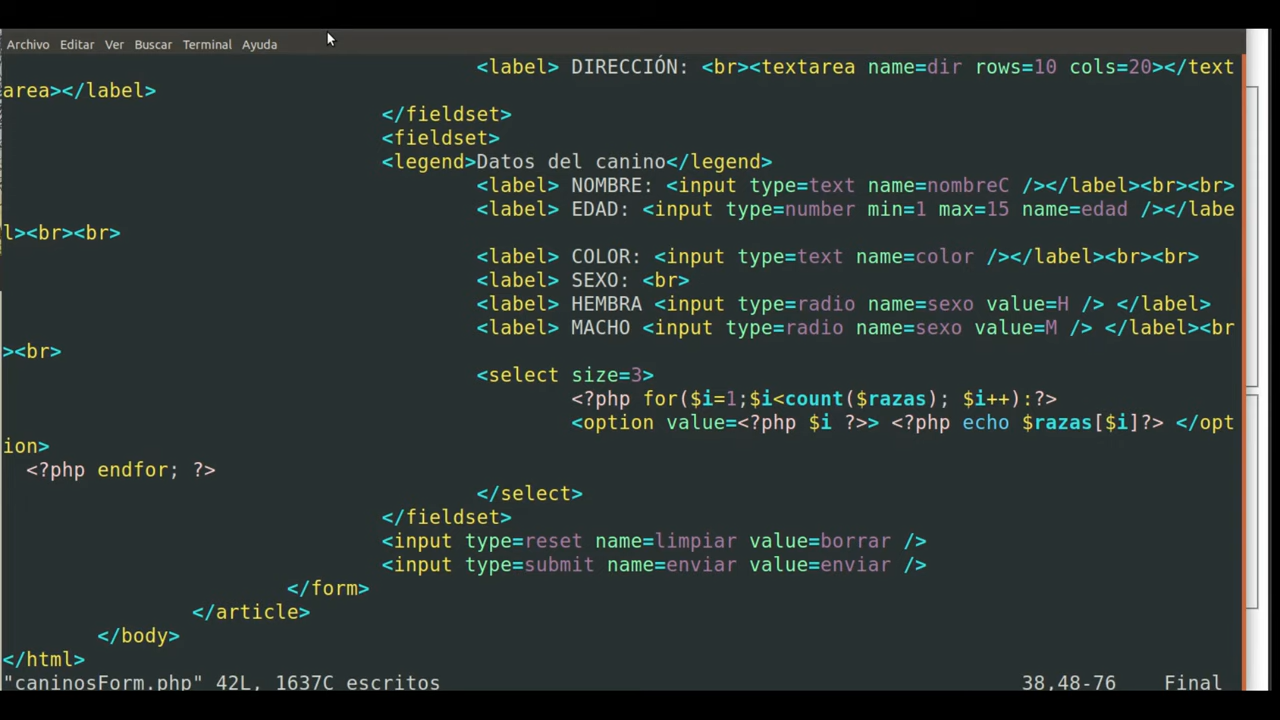 Archivo Editar Ver Buscar Terminal Ayuda
<label> DIRECCIÓN: <br><textarea name=dir rows=10 cols=20></text
area></label>
</fieldset>
<fieldset>
<legend>Datos del canino</legend>
<label> NOMBRE: <input type=text name=nombreC /></label><br><br>
<label> EDAD: <input type=number min=1 max=15 name=edad /></labe
l><br><br>
<label> COLOR: <input type=text name=color /></label><br><br>
<label> SEXO: <br>
<label> HEMBRA <input type=radio name=sexo value=H /> </label>
<label> MACHO <input type=radio name=sexo value=M /> </label><br
><br>
<select size=3>
<?php for($i=1;$i<count($razas); $i++):?>
<option value=<?php $i ?>> <?php echo $razas[$i]?> </opt
ion>
<?php endfor; ?>
</select>
</fieldset>
<input type=reset name=limpiar value=borrar />
<input type=submit name=enviar value=enviar />
</form>
</article>
</body>
</html>
"caninosForm.php" 42L, 1637C escritos 38,48-76 Final